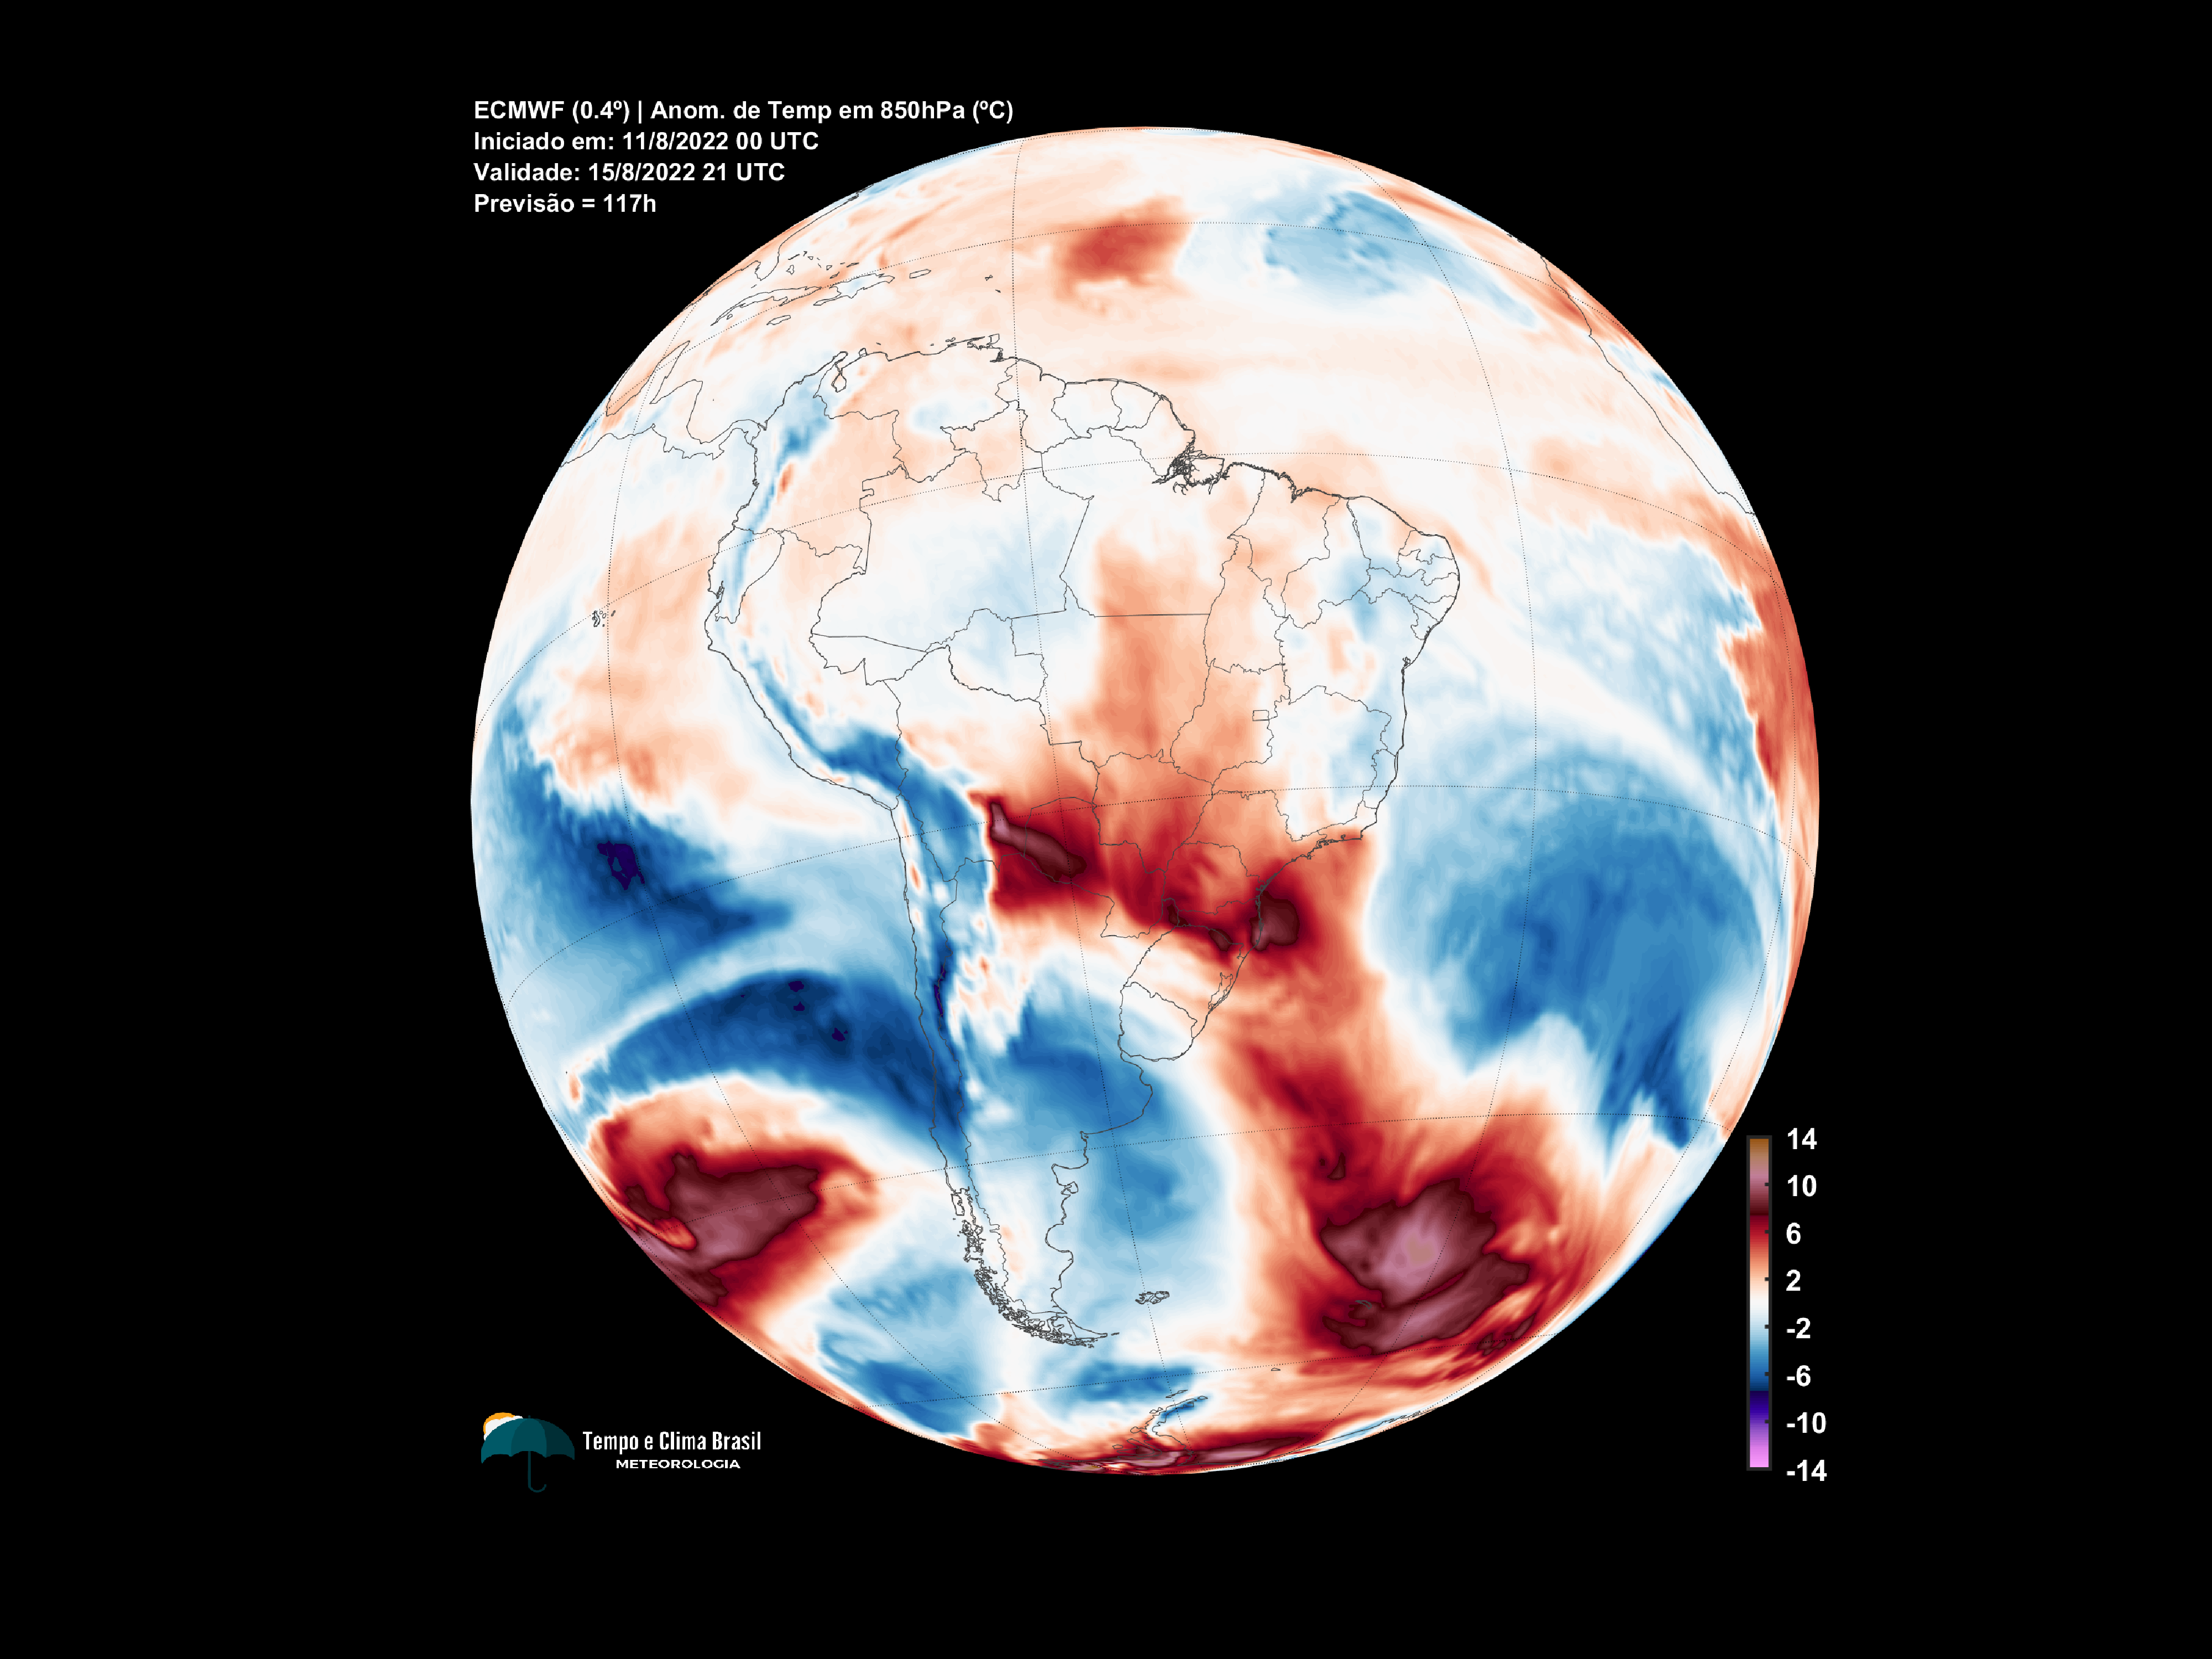 ECMWF (0.4º) | Anom. de Temp em 850hPa (ºC)
Iniciado em: 11/8/2022 00 UTC
Validade: 15/8/2022 21 UTC
Previsão = 117h
14
10
6
2
-2
-6
-10
-14
Tempo e Clima Brasil
METEOROLOGIA